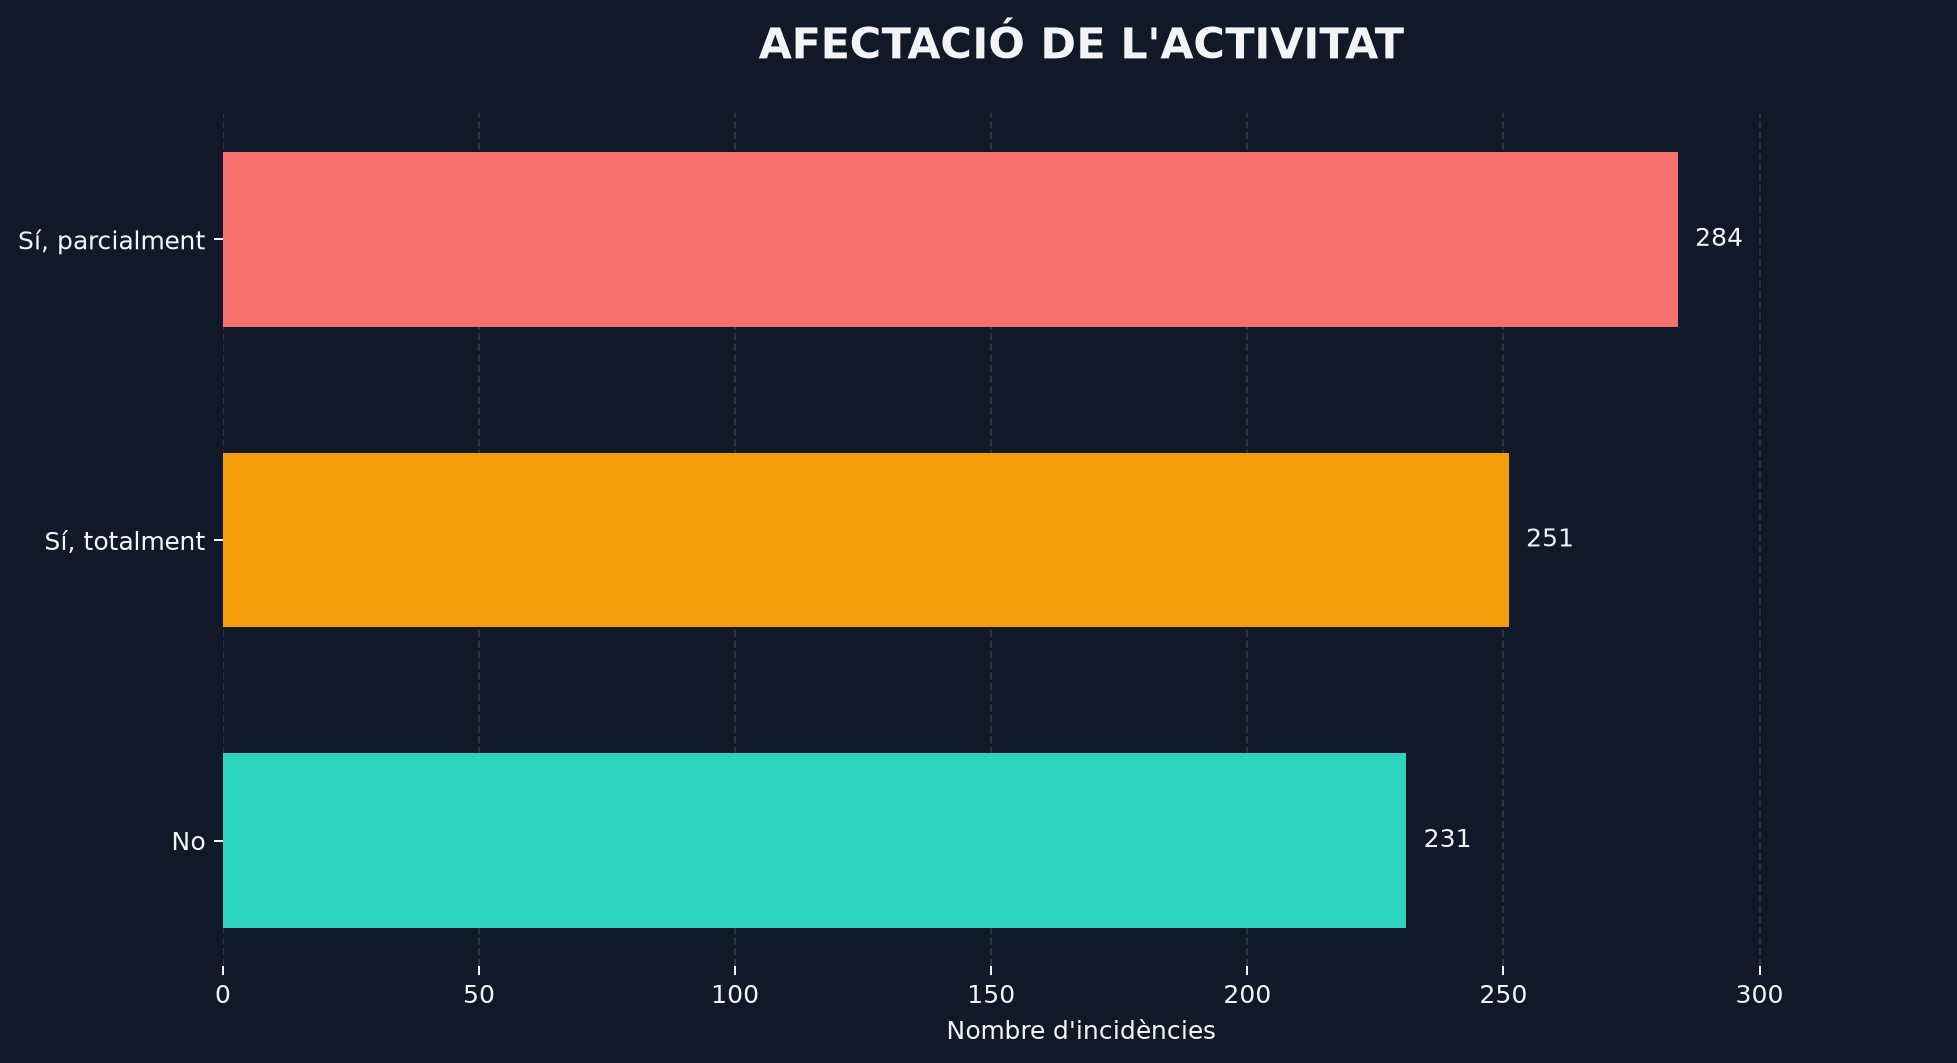 AFECTACIÓ DE L'ACTIVITAT
Sí, parcialment
284
Sí, totalment
251
No
231
0 50 100 150 200 250 300
Nombre d'incidències